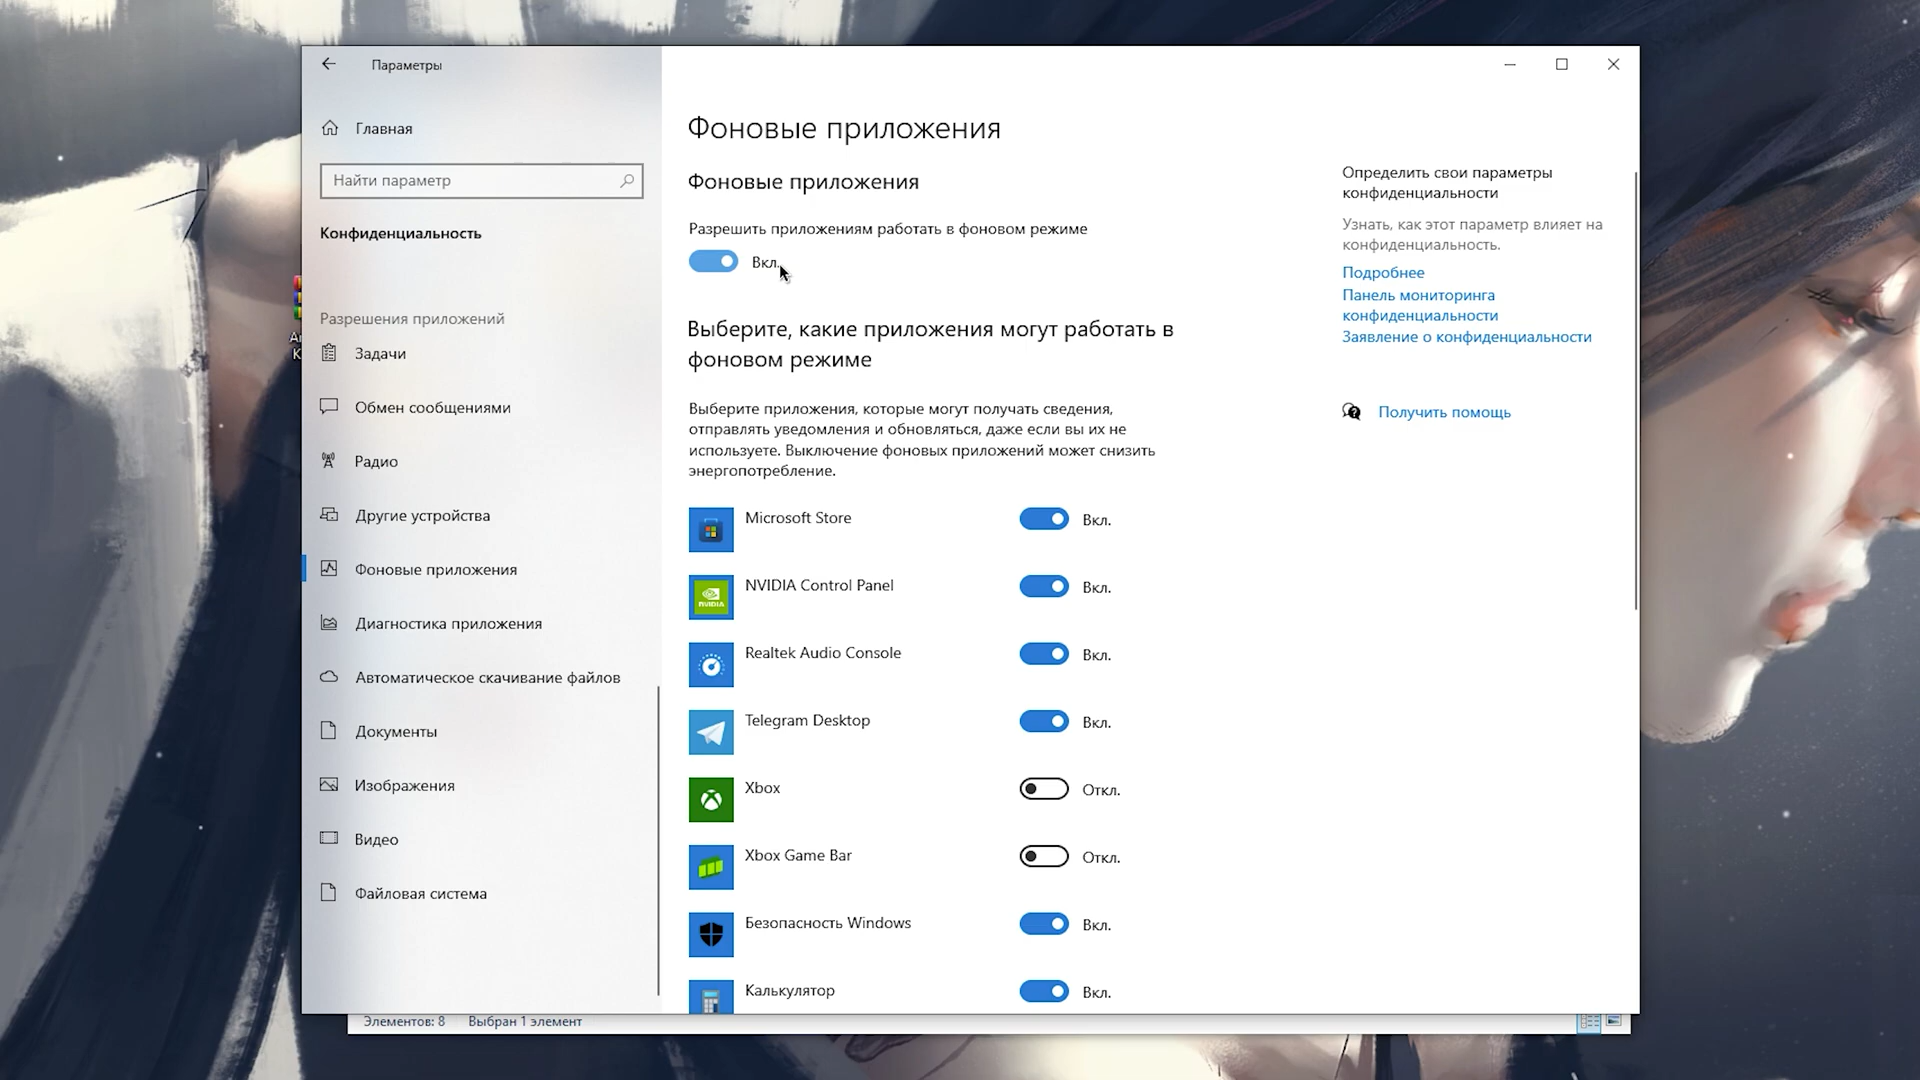 Параметры
Главная
Найти параметр
Конфиденциальность
Разрешения приложений
Задачи
Обмен сообщениями
Радио
Другие устройства
Фоновые приложения
Диагностика приложения
Автоматическое скачивание файлов
Документы
Изображения
Видео
Файловая система
Фоновые приложения
Фоновые приложения
Разрешить приложениям работать в фоновом режиме
Вкл.
Выберите, какие приложения могут работать в
фоновом режиме
Выберите приложения, которые могут получать сведения,
отправлять уведомления и обновляться, даже если вы их не
используете. Выключение фоновых приложений может снизить
энергопотребление.
Microsoft Store
Вкл.
NVIDIA Control Panel
Вкл.
NVIDIA
Realtek Audio Console
Вкл.
Telegram Desktop
Вкл.
Xbox
Откл.
Xbox Game Bar
Откл.
Безопасность Windows
Вкл.
Калькулятор
Вкл.
Определить свои параметры
конфиденциальности
Узнать, как этот параметр влияет на
конфиденциальность.
Подробнее
Панель мониторинга
конфиденциальности
Заявление о конфиденциальности
Получить помощь
Элементов: 8 Выбран 1 элемент